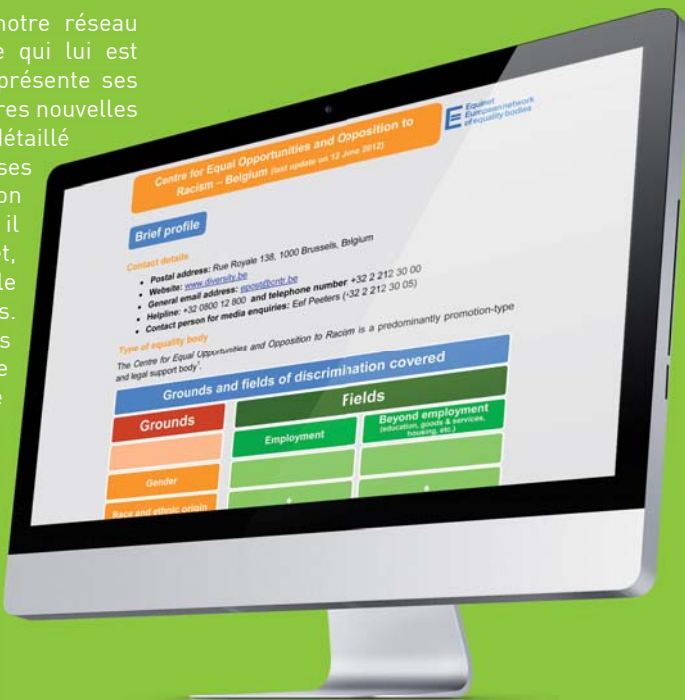 notre réseau
e qui lui est
présente ses
res nouvelles
détaillé
ses
on
il
et,
le
s.
s
e
e
Equinet
European network
of equality bodies
Centre for Equal Opportunities and Opposition to
Racism – Belgium (last update on 12 June 2012)
Brief profile
Contact details
• Postal address: Rue Royale 138, 1000 Brussels, Belgium
• Website: www.diversity.be
• General email address: epost@cntr.be
• Helpline: +32 0800 12 800 and telephone number +32 2 212 30 00
• Contact person for media enquiries: Eef Peeters (+32 2 212 30 05)
Type of equality body
The Centre for Equal Opportunities and Opposition to Racism is a predominantly promotion-type
and legal support body¹.
Grounds and fields of discrimination covered
Grounds
Fields
Employment
Beyond employment
(education, goods & services,
housing, etc.)
Gender
Race and ethnic origin
+ +